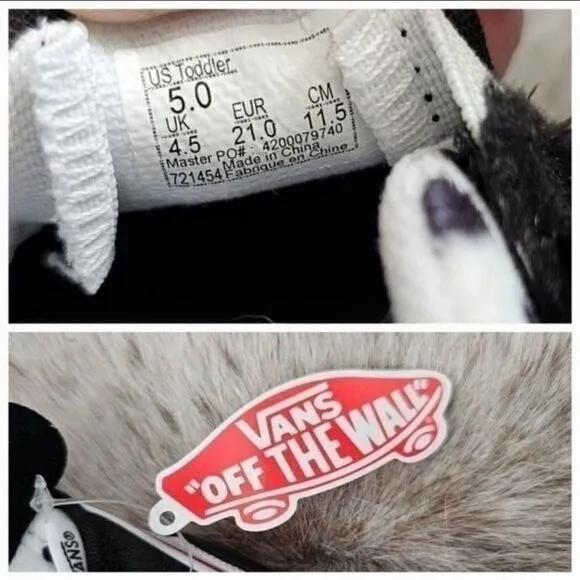 US Toddler
5.0
UK EUR CM
4.5 21.0 11.5
Master PO# : 4200079740
Made in China
721454 Fabriqué en Chine
VANS
"OFF THE WALL"
VANS®